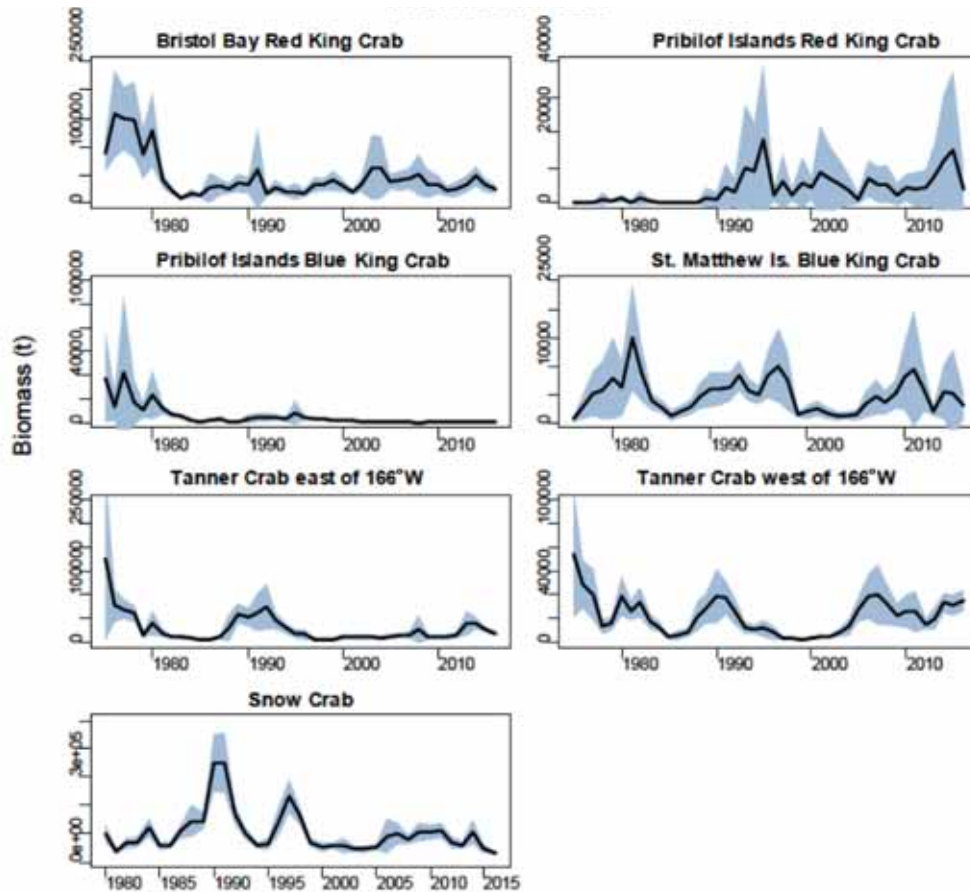 Bristol Bay Red King Crab
250000
100000
0
1980 1990 2000 2010
Pribilof Islands Red King Crab
40000
20000
0
1980 1990 2000 2010
Pribilof Islands Blue King Crab
100000
40000
0
1980 1990 2000 2010
St. Matthew Is. Blue King Crab
25000
10000
0
1980 1990 2000 2010
Biomass (t)
Tanner Crab east of 166°W
250000
100000
0
1980 1990 2000 2010
Tanner Crab west of 166°W
100000
40000
0
1980 1990 2000 2010
Snow Crab
3e+05
0e+00
1980 1985 1990 1995 2000 2005 2010 2015